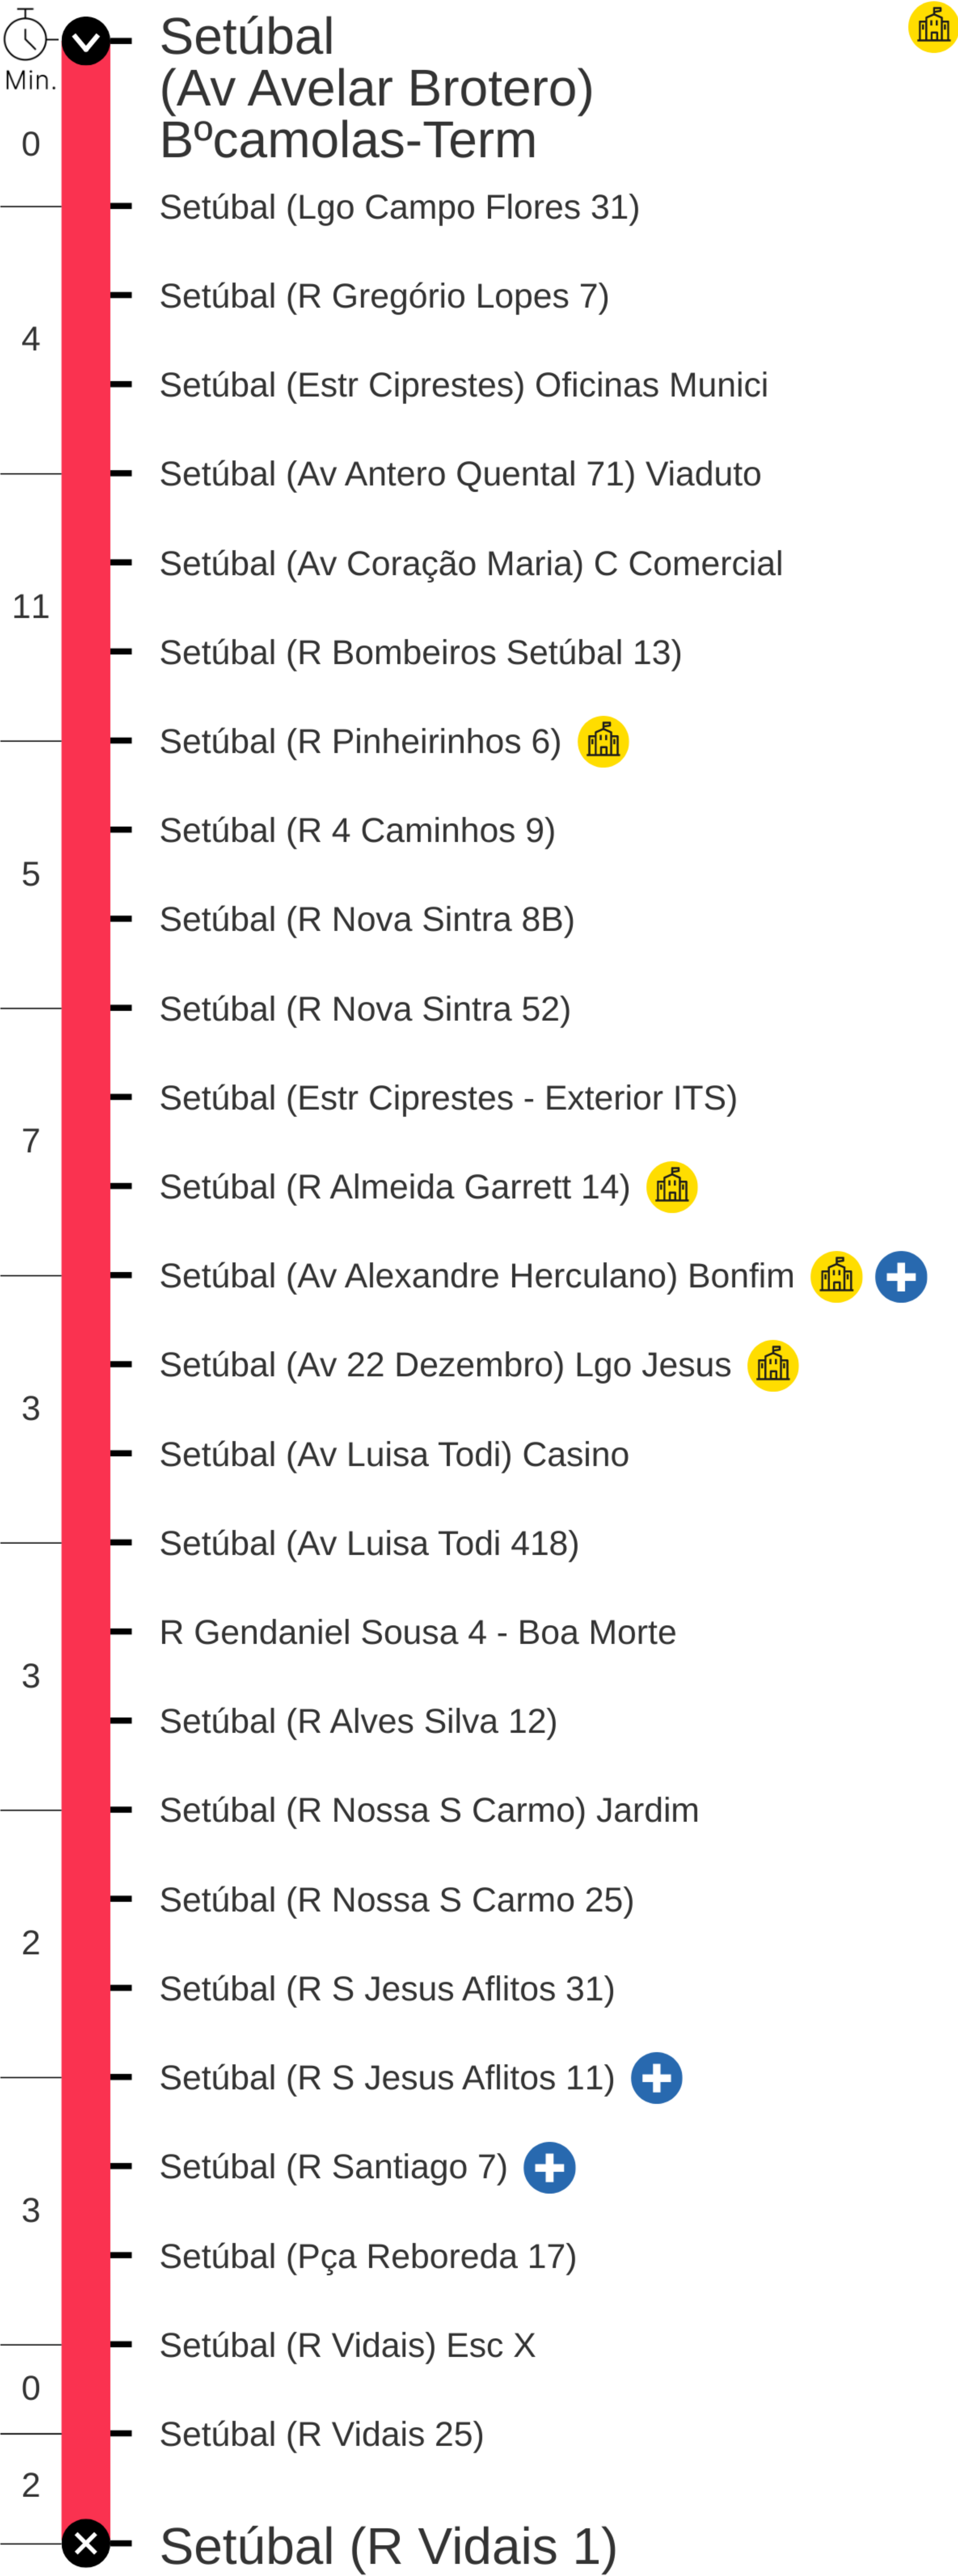 Min.
Setúbal
(Av Avelar Brotero)
Bºcamolas-Term
0
Setúbal (Lgo Campo Flores 31)
Setúbal (R Gregório Lopes 7)
4
Setúbal (Estr Ciprestes) Oficinas Munici
Setúbal (Av Antero Quental 71) Viaduto
Setúbal (Av Coração Maria) C Comercial
11
Setúbal (R Bombeiros Setúbal 13)
Setúbal (R Pinheirinhos 6)
Setúbal (R 4 Caminhos 9)
5
Setúbal (R Nova Sintra 8B)
Setúbal (R Nova Sintra 52)
Setúbal (Estr Ciprestes - Exterior ITS)
7
Setúbal (R Almeida Garrett 14)
Setúbal (Av Alexandre Herculano) Bonfim
Setúbal (Av 22 Dezembro) Lgo Jesus
3
Setúbal (Av Luisa Todi) Casino
Setúbal (Av Luisa Todi 418)
R Gendaniel Sousa 4 - Boa Morte
3
Setúbal (R Alves Silva 12)
Setúbal (R Nossa S Carmo) Jardim
Setúbal (R Nossa S Carmo 25)
2
Setúbal (R S Jesus Aflitos 31)
Setúbal (R S Jesus Aflitos 11)
Setúbal (R Santiago 7)
3
Setúbal (Pça Reboreda 17)
Setúbal (R Vidais) Esc X
0
Setúbal (R Vidais 25)
2
Setúbal (R Vidais 1)